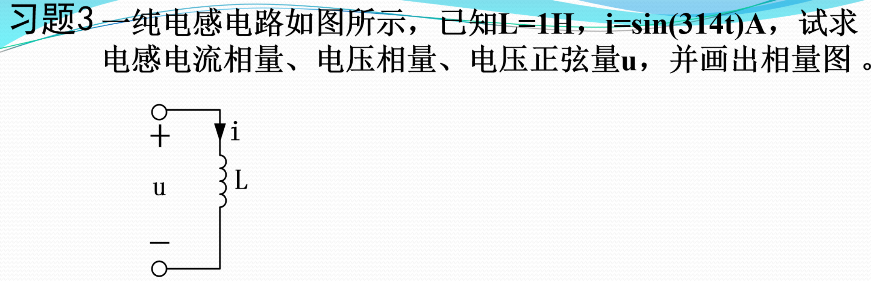 习题3 一纯电感电路如图所示，已知L=1H，i=sin(314t)A，试求
电感电流相量、电压相量、电压正弦量u，并画出相量图 。
+
i
u
L
−